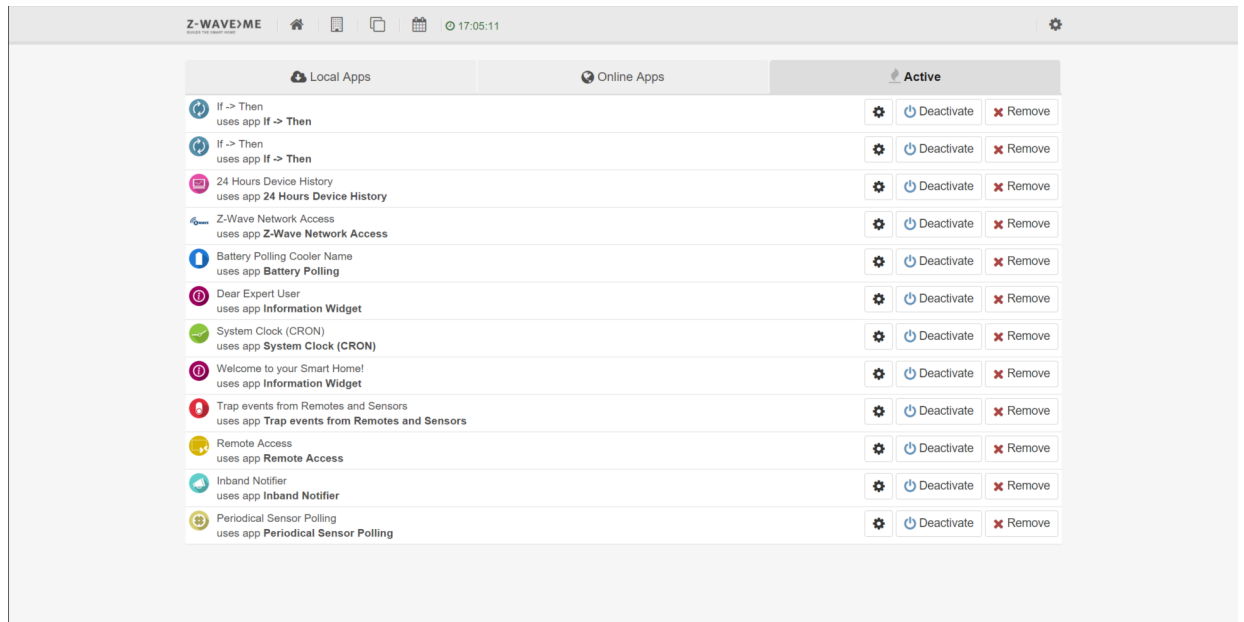 Z-WAVE>ME
BUILDS THE SMART HOME
17:05:11
Local Apps
Online Apps
Active
If -> Then
uses app If -> Then
Deactivate
Remove
If -> Then
uses app If -> Then
Deactivate
Remove
24 Hours Device History
uses app 24 Hours Device History
Deactivate
Remove
Z-Wave Network Access
uses app Z-Wave Network Access
Deactivate
Remove
Battery Polling Cooler Name
uses app Battery Polling
Deactivate
Remove
Dear Expert User
uses app Information Widget
Deactivate
Remove
System Clock (CRON)
uses app System Clock (CRON)
Deactivate
Remove
Welcome to your Smart Home!
uses app Information Widget
Deactivate
Remove
Trap events from Remotes and Sensors
uses app Trap events from Remotes and Sensors
Deactivate
Remove
Remote Access
uses app Remote Access
Deactivate
Remove
Inband Notifier
uses app Inband Notifier
Deactivate
Remove
Periodical Sensor Polling
uses app Periodical Sensor Polling
Deactivate
Remove